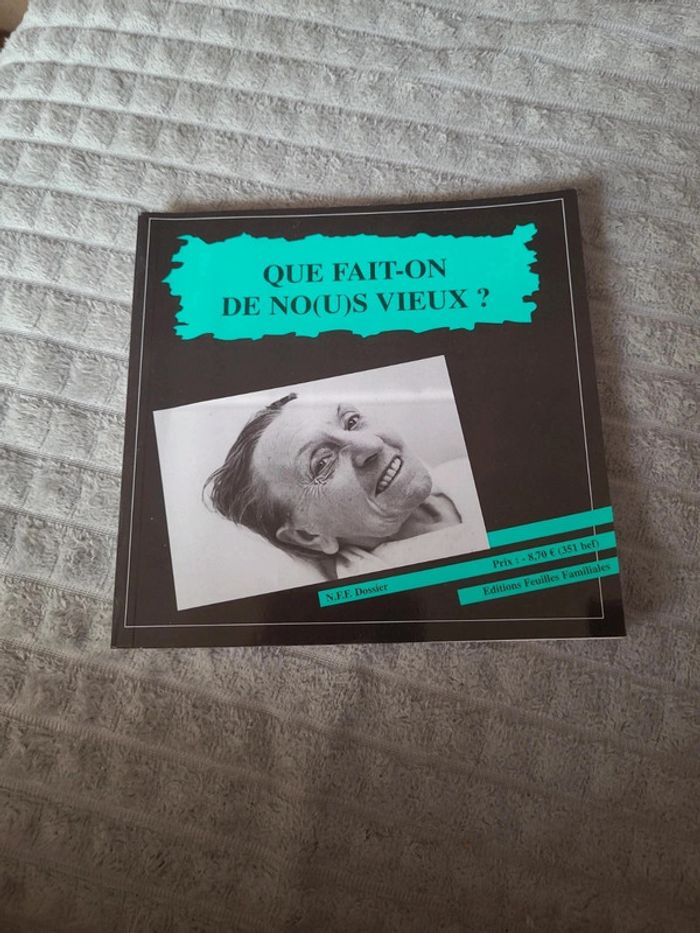 QUE FAIT-ON
DE NO(U)S VIEUX ?
Prix : - 8,70 € (351 bef)
N.F.F. Dossier
Editions Feuilles Familiales